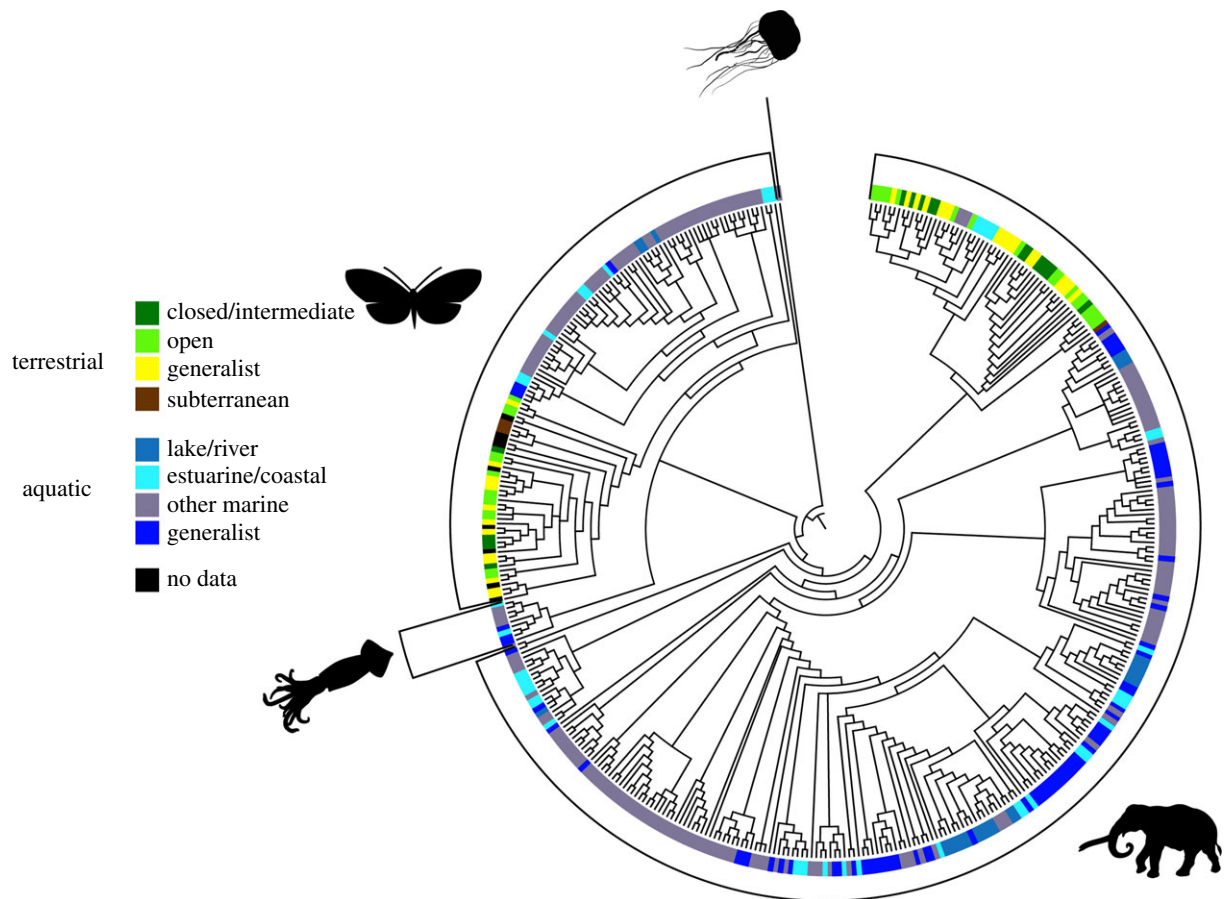 terrestrial
closed/intermediate
open
generalist
subterranean
aquatic
lake/river
estuarine/coastal
other marine
generalist
no data